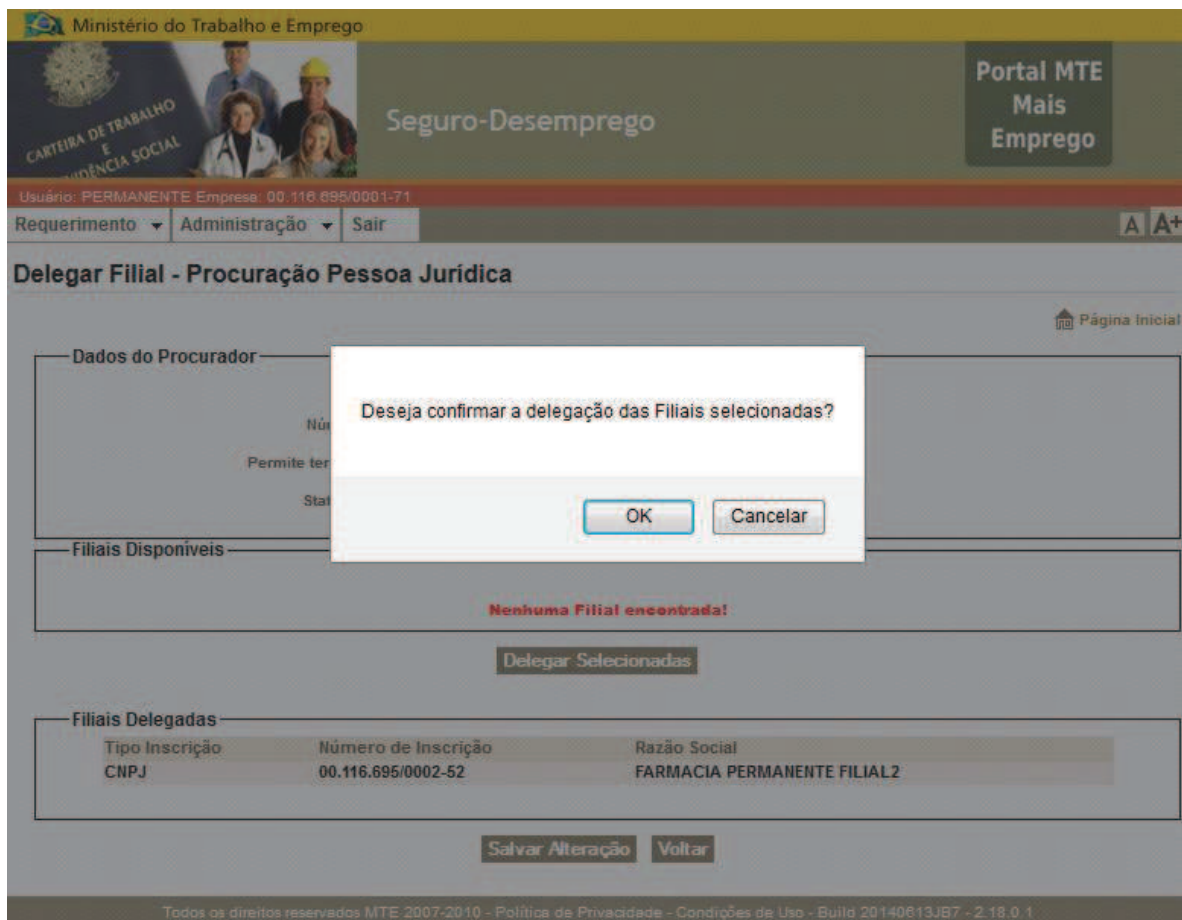 Ministério do Trabalho e Emprego
CARTEIRA DE TRABALHO
E
SOCIAL
Seguro-Desemprego
Portal MTE
Mais
Emprego
Usuário: PERMANENTE Empresa: 00.116.695/0001-71
Requerimento Administração Sair A A+
Delegar Filial - Procuração Pessoa Jurídica
Página Inicial
Dados do Procurador
Deseja confirmar a delegação das Filiais selecionadas?
Permite
OK Cancelar
Filiais Disponíveis
Nenhuma Filial encontrada!
Delegar Selecionadas
Filiais Delegadas
Tipo Inscrição Número de Inscrição Razão Social
CNPJ 00.116.695/0002-52 FARMACIA PERMANENTE FILIAL2
Salvar Alteração Voltar
Todos os direitos reservados MTE 2007-2010 - Política de Privacidade - Condições de Uso - Build 20140613JB7 - 2.18.0.1